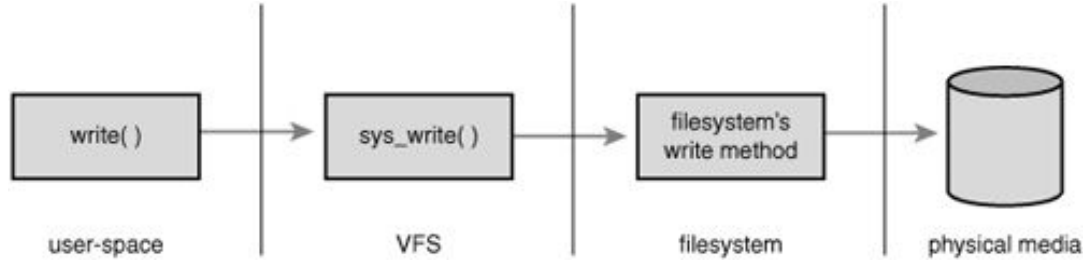 write( )
sys_write( )
filesystem's
write method
user-space
VFS
filesystem
physical media